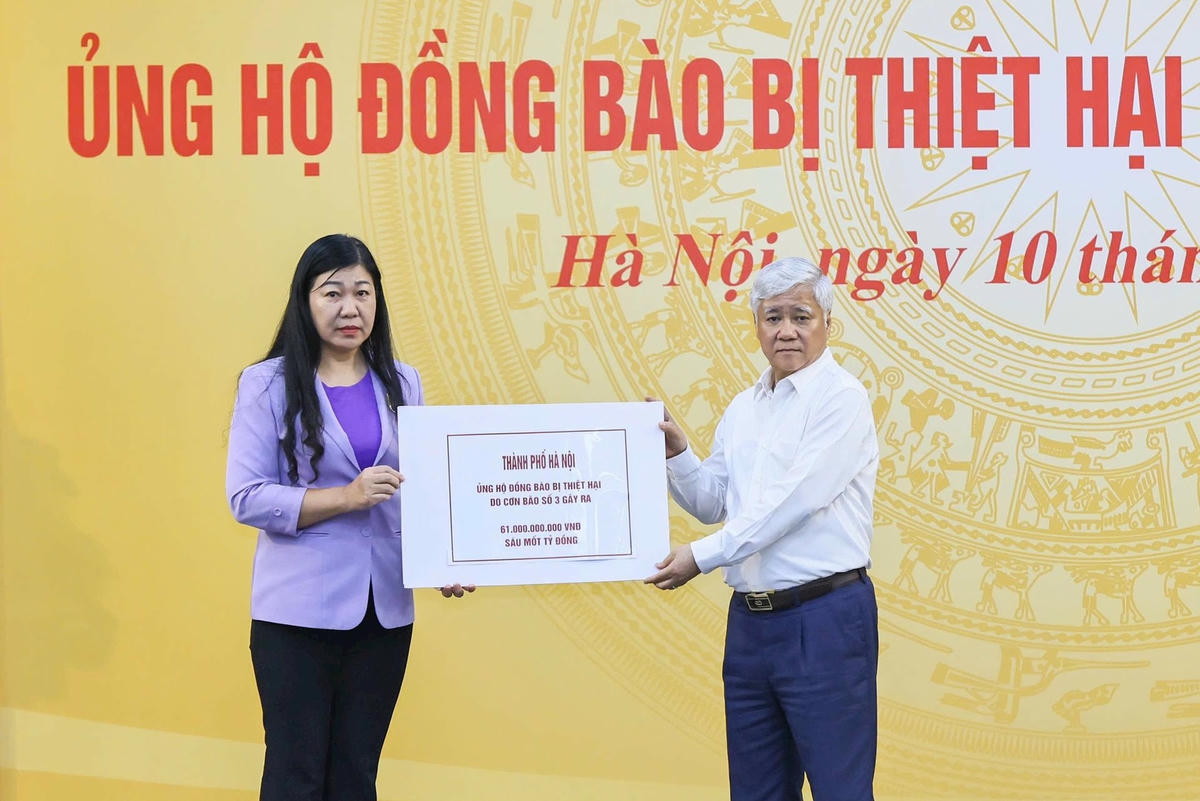 ỦNG HỘ ĐỒNG BÀO BỊ THIỆT HẠI
Hà Nội, ngày 10 thán
THÀNH PHỐ HÀ NỘI
ỦNG HỘ ĐỒNG BÀO BỊ THIỆT HẠI
DO CƠN BÃO SỐ 3 GÂY RA
61.000.000.000 VNĐ
SÁU MỐT TỶ ĐỒNG